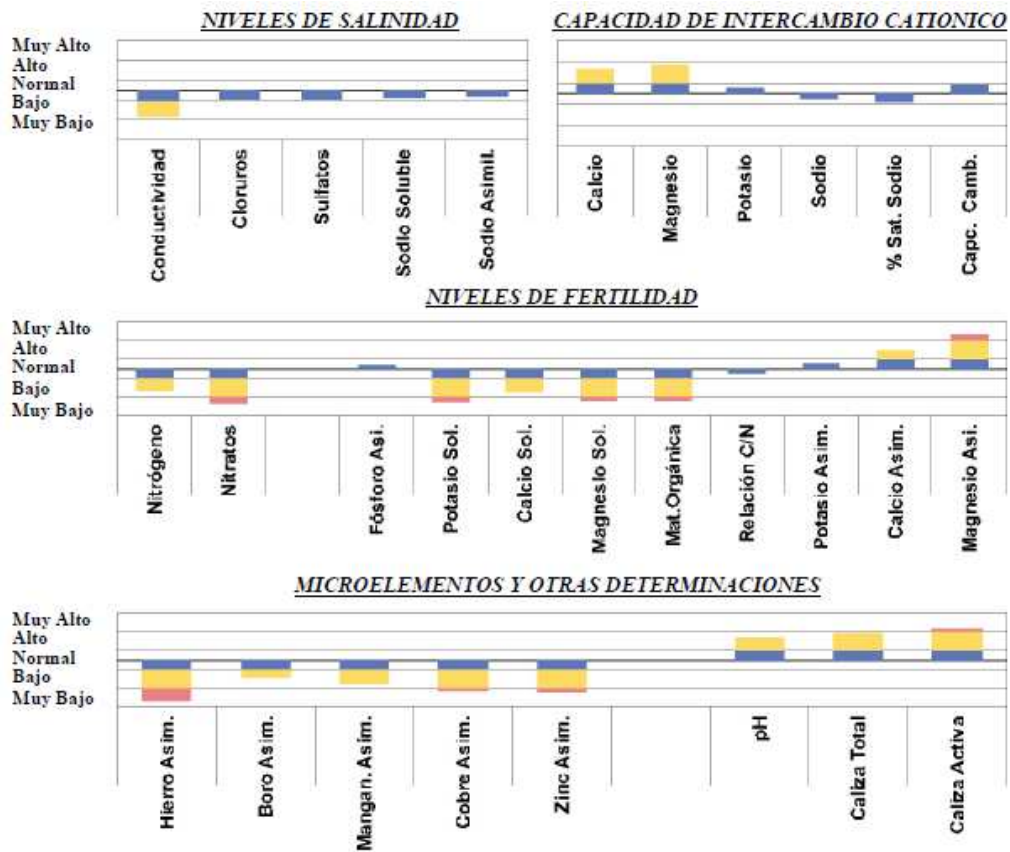 NIVELES DE SALINIDAD
CAPACIDAD DE INTERCAMBIO CATIONICO
Muy Alto
Alto
Normal
Bajo
Muy Bajo
Conductividad
Cloruros
Sulfatos
Sodio Soluble
Sodio Asimil.
Calcio
Magnesio
Potasio
Sodio
% Sat. Sodio
Capc. Camb.
NIVELES DE FERTILIDAD
Muy Alto
Alto
Normal
Bajo
Muy Bajo
Nitrógeno
Nitratos
Fósforo Asi.
Potasio Sol.
Calcio Sol.
Magnesio Sol.
Mat.Orgánica
Relación C/N
Potasio Asim.
Calcio Asim.
Magnesio Asi.
MICROELEMENTOS Y OTRAS DETERMINACIONES
Muy Alto
Alto
Normal
Bajo
Muy Bajo
Hierro Asim.
Boro Asim.
Mangan. Asim.
Cobre Asim.
Zinc Asim.
pH
Caliza Total
Caliza Activa